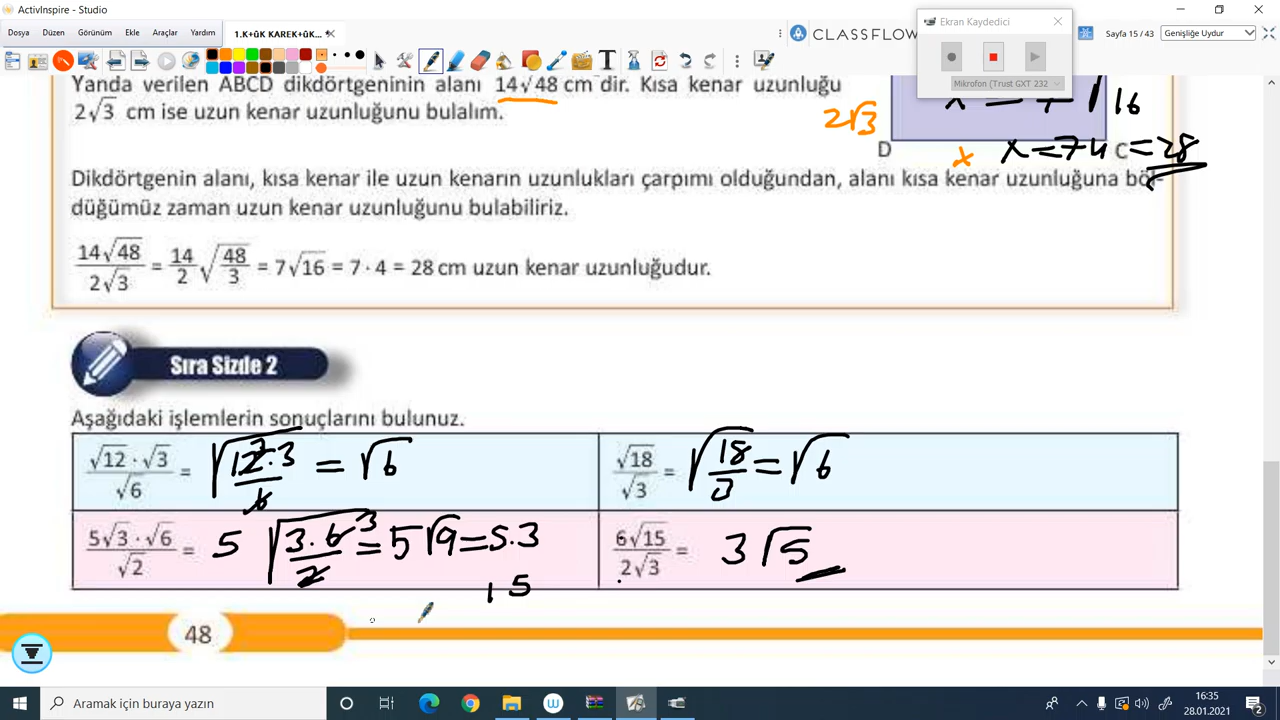 ActivInspire - Studio
Dosya Düzen Görünüm Ekle Araçlar Yardım
1.K+ûK KAREK+ûK...
Ekran Kaydedici
Mikrofon (Trust GXT 232
CLASSFLOW
Sayfa 15 / 43
Genişliğe Uydur
Yanda verilen ABCD dikdörtgeninin alanı 14√48 cm dir. Kısa kenar uzunluğu
2√3 cm ise uzun kenar uzunluğunu bulalım.
2√3
D
x
C
√16
x = 7 4 = 28
Dikdörtgenin alanı, kısa kenar ile uzun kenarın uzunlukları çarpımı olduğundan, alanı kısa kenar uzunluğuna böl-
düğümüz zaman uzun kenar uzunluğunu bulabiliriz.
14√48 / 2√3 = 14/2 √48/3 = 7√16 = 7 · 4 = 28 cm uzun kenar uzunluğudur.
Sıra Sizde 2
Aşağıdaki işlemlerin sonuçlarını bulunuz.
√12 · √3 / √6 = √12·3/6 = √6
√18 / √3 = √18/3 = √6
5√3 · √6 / √2 = 5 √3.6/2 = 5√9 = 5.3
15
6√15 / 2√3 = 3√5
48
Aramak için buraya yazın
16:35
28.01.2021
2